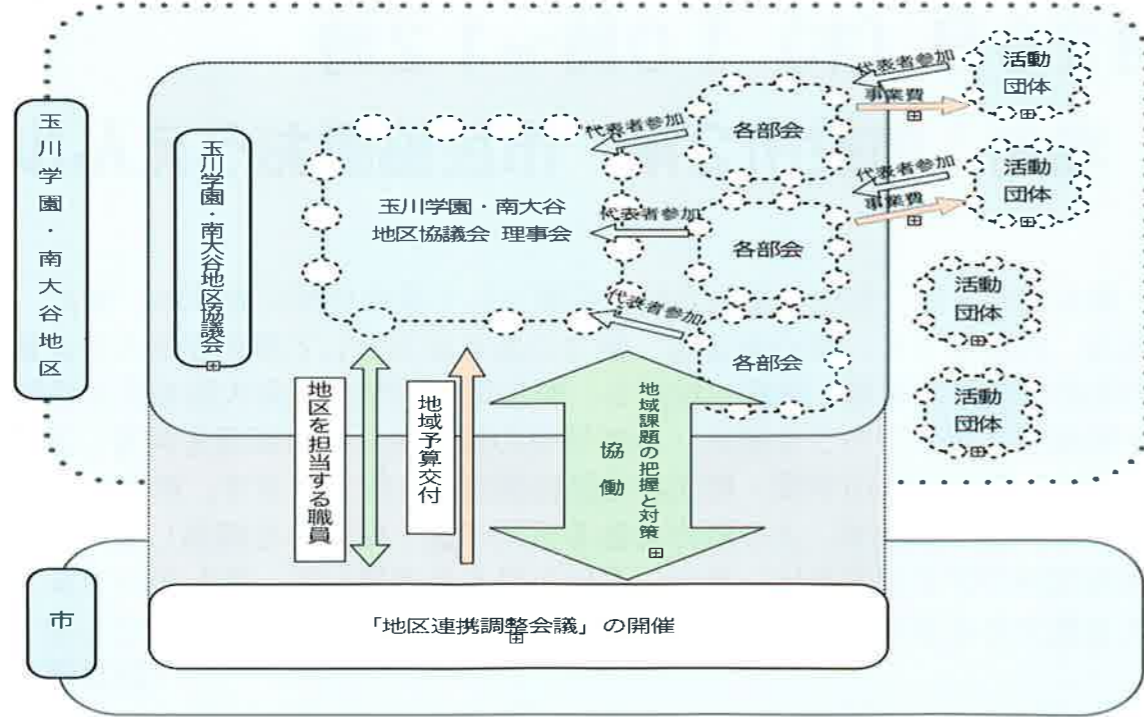 玉川学園・南大谷地区
玉川学園・南大谷地区協議会
玉川学園・南大谷
地区協議会 理事会
代表者参加
代表者参加
代表者参加
各部会
各部会
各部会
代表者参加
事業費
代表者参加
事業費
活動
団体
活動
団体
活動
団体
活動
団体
地区を担当する職員
地域予算交付
協働
地域課題の把握と対策
市
「地区連携調整会議」の開催